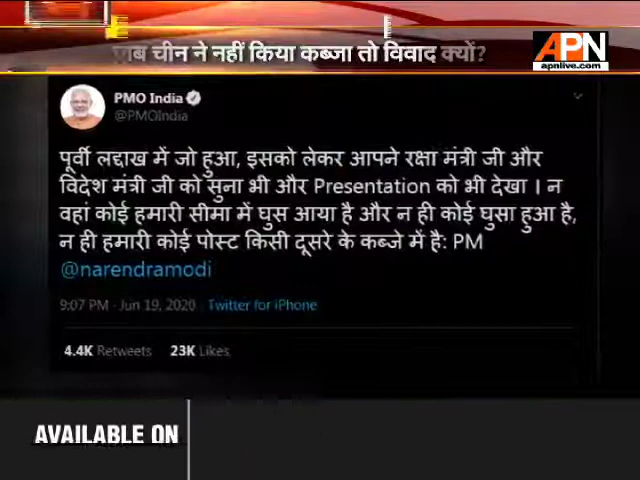 जब चीन ने नहीं किया कब्जा तो विवाद क्यों?
APN
apnlive.com
PMO India
@PMOIndia
पूर्वी लद्दाख में जो हुआ, इसको लेकर आपने रक्षा मंत्री जी और
विदेश मंत्री जी को सुना भी और Presentation को भी देखा । न
वहां कोई हमारी सीमा में घुस आया है और न ही कोई घुसा हुआ है,
न ही हमारी कोई पोस्ट किसी दूसरे के कब्जे में है: PM
@narendramodi
9:07 PM · Jun 19, 2020 · Twitter for iPhone
4.4K Retweets 23K Likes
AVAILABLE ON